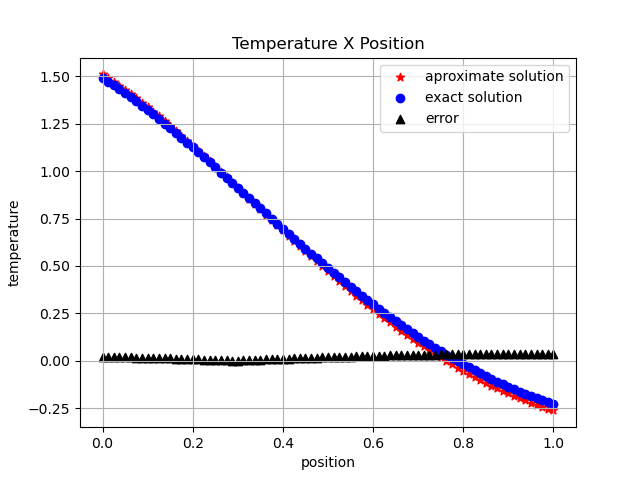 Temperature X Position
aproximate solution
exact solution
error
temperature
1.50
1.25
1.00
0.75
0.50
0.25
0.00
−0.25
0.0 0.2 0.4 0.6 0.8 1.0
position